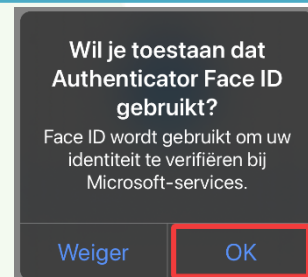 Wil je toestaan dat
Authenticator Face ID
gebruikt?
Face ID wordt gebruikt om uw
identiteit te verifiëren bij
Microsoft-services.
Weiger
OK